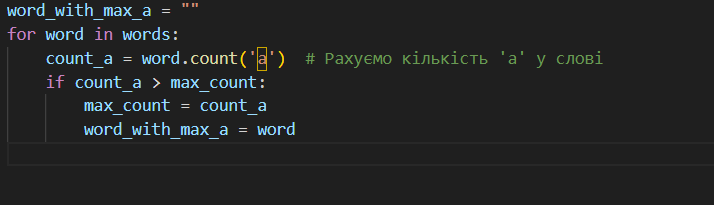 word_with_max_a = ""
for word in words:
    count_a = word.count('а')  # Рахуємо кількість 'а' у слові
    if count_a > max_count:
        max_count = count_a
        word_with_max_a = word